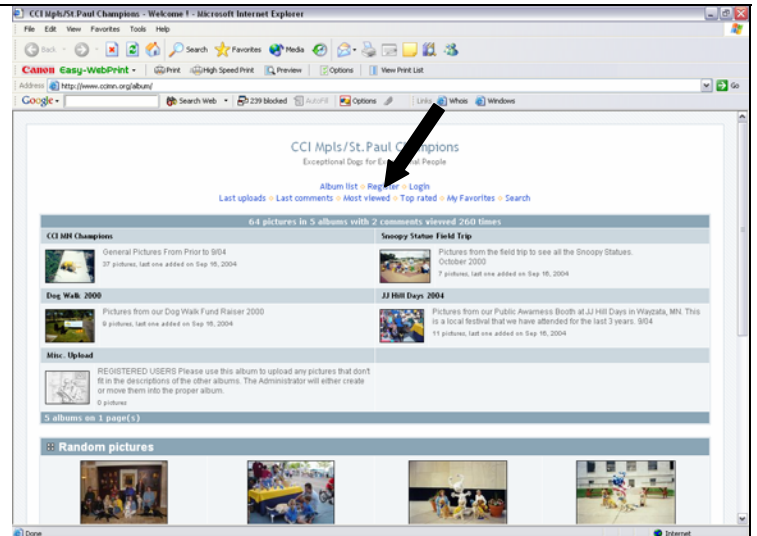 CCI Mpls/St.Paul Champions - Welcome ! - Microsoft Internet Explorer
File Edit View Favorites Tools Help
Back Search Favorites Media
Canon Easy-WebPrint Print High Speed Print Preview Options View Print List
Address http://www.ccimn.org/album/ Go
Google Search Web 239 blocked AutoFill Options Links Whois Windows
CCI Mpls/St.Paul Champions
Exceptional Dogs for Exceptional People
Album list Register Login
Last uploads Last comments Most viewed Top rated My Favorites Search
64 pictures in 5 albums with 2 comments viewed 260 times
CCI MN Champions Snoopy Statue Field Trip
General Pictures From Prior to 9/04
37 pictures, last one added on Sep 16, 2004
Pictures from the field trip to see all the Snoopy Statues.
October 2000
7 pictures, last one added on Sep 16, 2004
Dog Walk 2000 JJ Hill Days 2004
Pictures from our Dog Walk Fund Raiser 2000
9 pictures, last one added on Sep 16, 2004
Pictures from our Public Awarness Booth at JJ Hill Days in Wayzata, MN. This
is a local festival that we have attended for the last 3 years. 9/04
11 pictures, last one added on Sep 16, 2004
Misc. Upload
REGISTERED USERS Please use this album to upload any pictures that don't
fit in the descriptions of the other albums. The Administrator will either create
or move them into the proper album.
0 pictures
5 albums on 1 page(s)
Random pictures
Done Internet